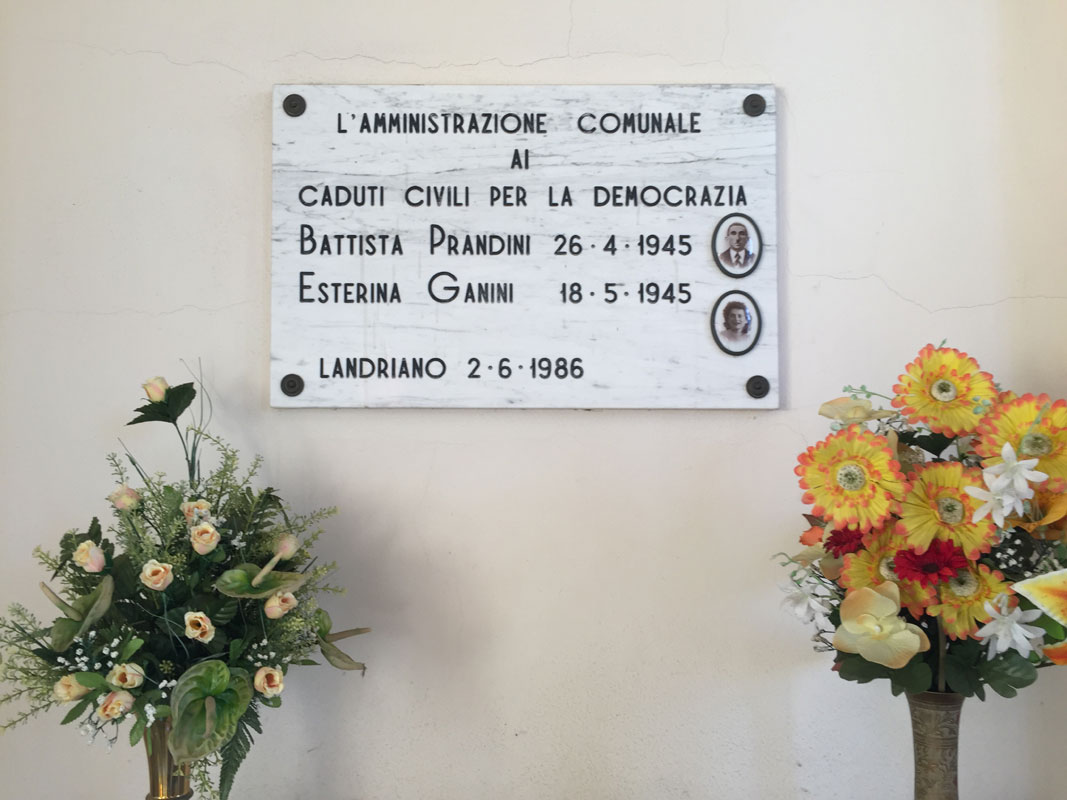 L'AMMINISTRAZIONE COMUNALE
AI
CADUTI CIVILI PER LA DEMOCRAZIA
BATTISTA PRANDINI 26·4·1945
ESTERINA GANINI 18·5·1945
LANDRIANO 2·6·1986